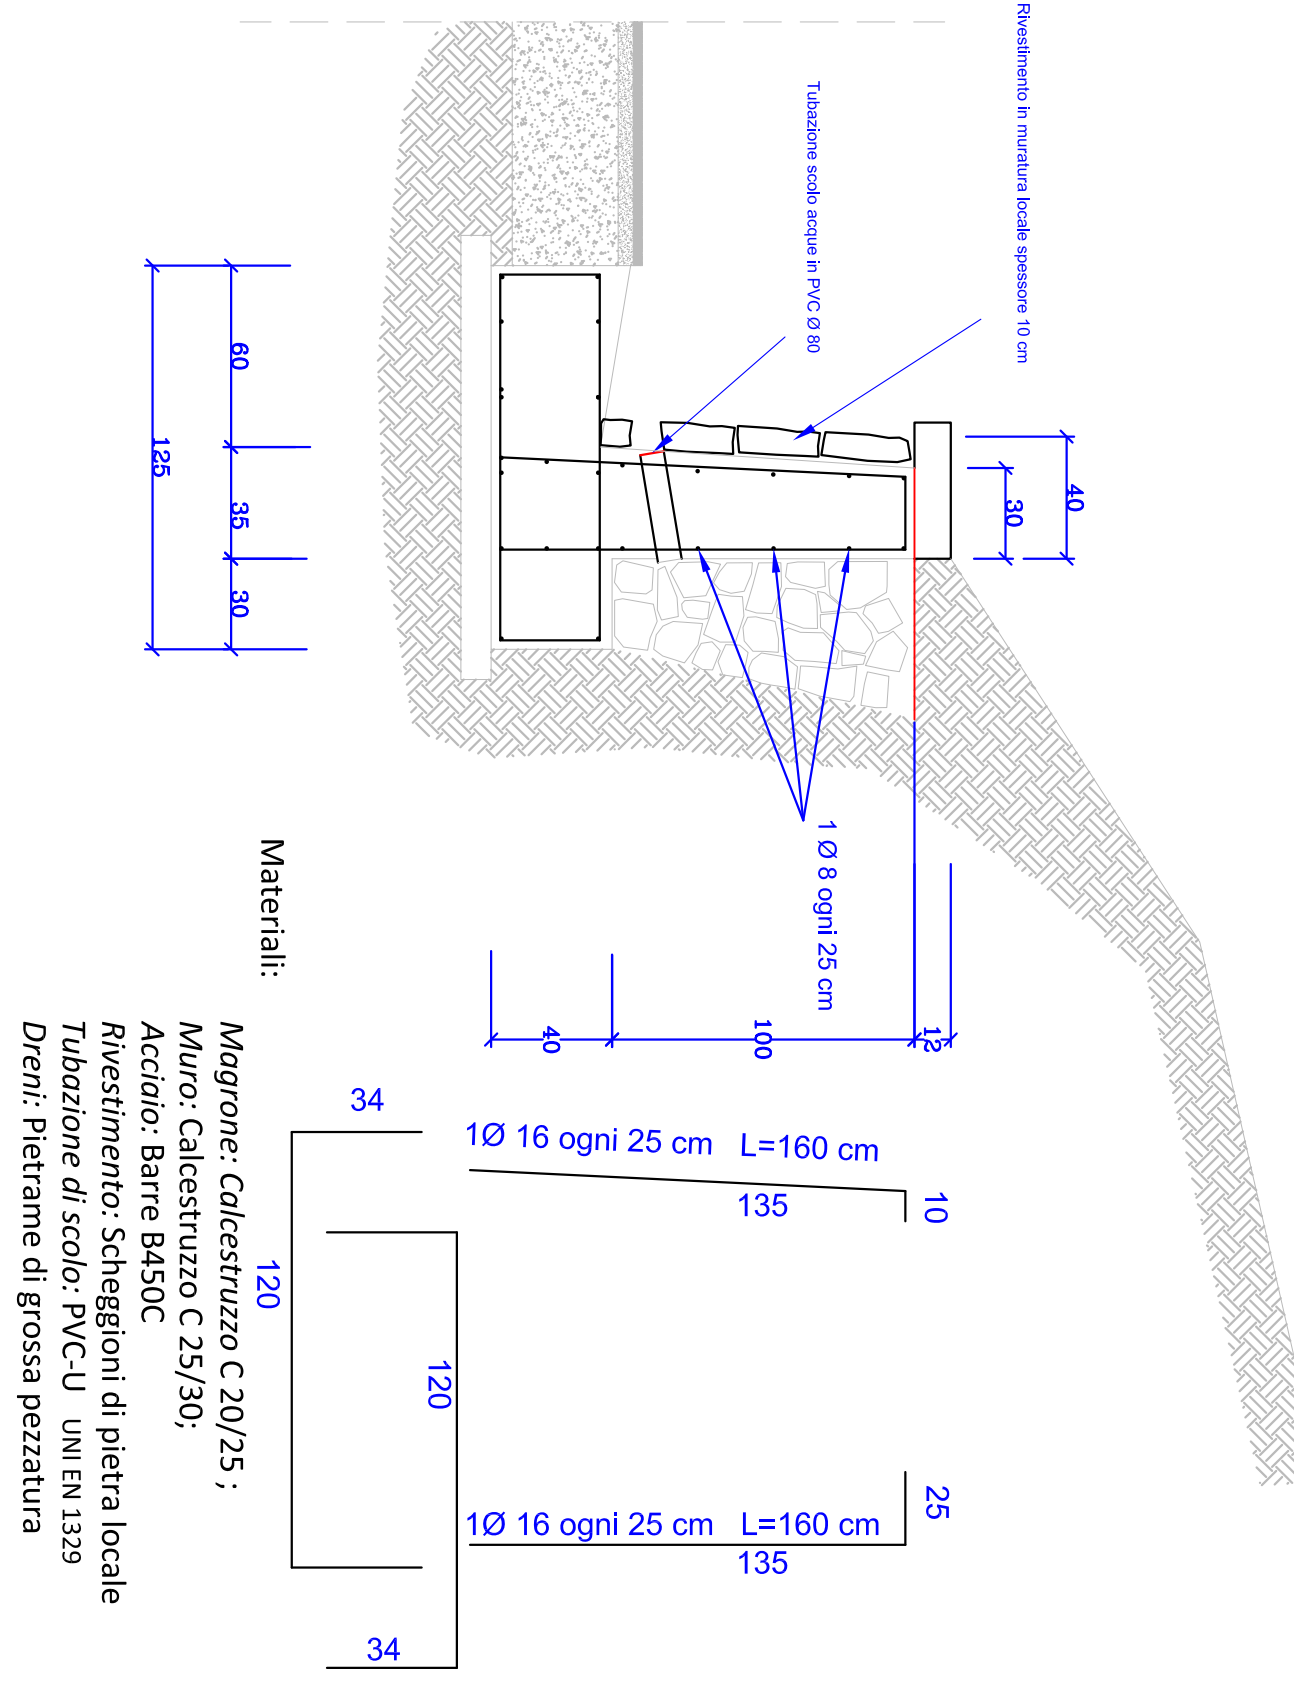 Rivestimento in muratura locale spessore 10 cm
Tubazione scolo acque in PVC Ø 80
40
30
60
35
30
125
1 Ø 8 ogni 25 cm
12
100
40
1Ø 16 ogni 25 cm L=160 cm
135
10
25
1Ø 16 ogni 25 cm L=160 cm
135
34
120
120
34
Materiali:
Magrone: Calcestruzzo C 20/25 ;
Muro: Calcestruzzo C 25/30;
Acciaio: Barre B450C
Rivestimento: Scheggioni di pietra locale
Tubazione di scolo: PVC-U UNI EN 1329
Dreni: Pietrame di grossa pezzatura